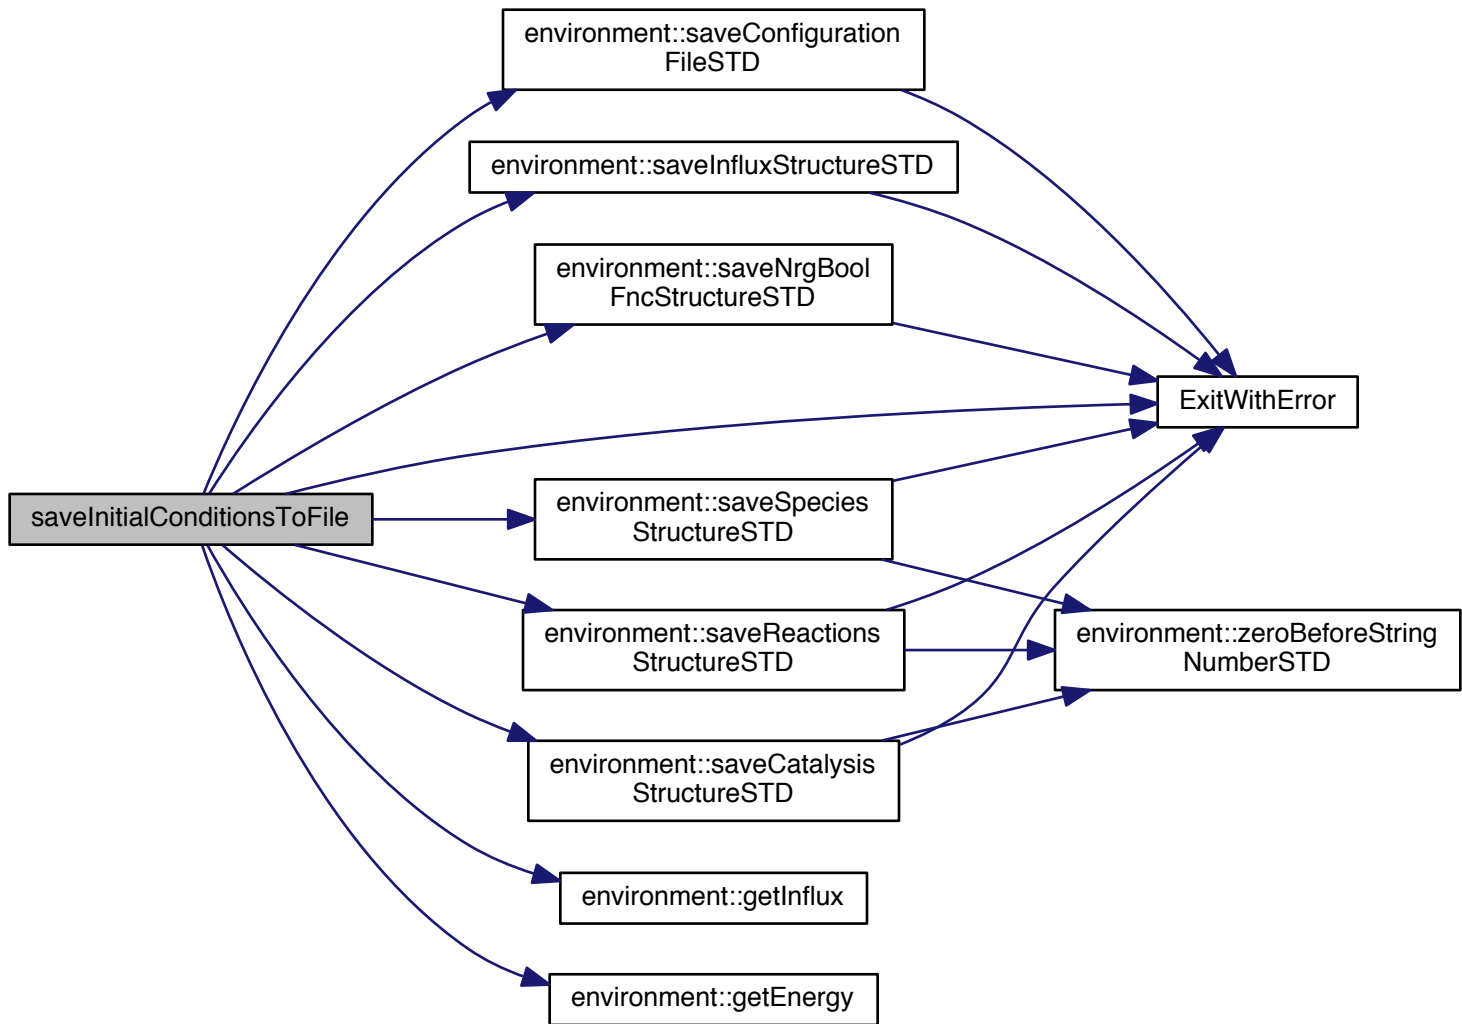 environment::saveConfiguration
FileSTD
environment::saveInfluxStructureSTD
environment::saveNrgBool
FncStructureSTD
ExitWithError
saveInitialConditionsToFile
environment::saveSpecies
StructureSTD
environment::saveReactions
StructureSTD
environment::zeroBeforeString
NumberSTD
environment::saveCatalysis
StructureSTD
environment::getInflux
environment::getEnergy